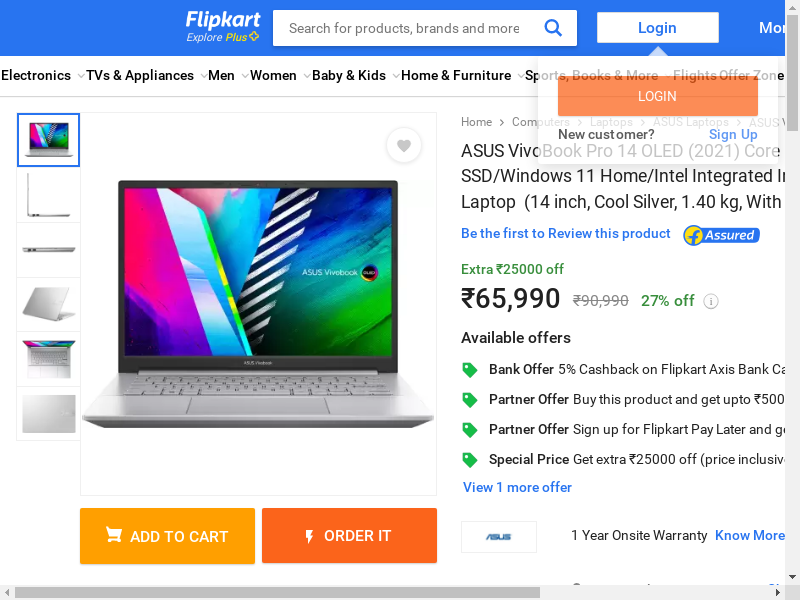 Flipkart
Explore Plus
Search for products, brands and more
Login
Electronics
TVs & Appliances
Men
Women
Baby & Kids
Home & Furniture
Sports, Books & More
Flights
Offer Zone
LOGIN
New customer?
Sign Up
Home
Computers
Laptops
ASUS Laptops
ASUS
ASUS VivoBook Pro 14 OLED (2021) Core
SSD/Windows 11 Home/Intel Integrated
Laptop (14 inch, Cool Silver, 1.40 kg, With
Be the first to Review this product
Assured
Extra ₹25000 off
₹65,990 ₹90,990 27% off
Available offers
Bank Offer 5% Cashback on Flipkart Axis Bank
Partner Offer Buy this product and get upto ₹500
Partner Offer Sign up for Flipkart Pay Later and
Special Price Get extra ₹25000 off (price
View 1 more offer
ASUS
1 Year Onsite Warranty Know More
ASUS Vivobook
OLED
ASUS Vivobook
ADD TO CART
ORDER IT